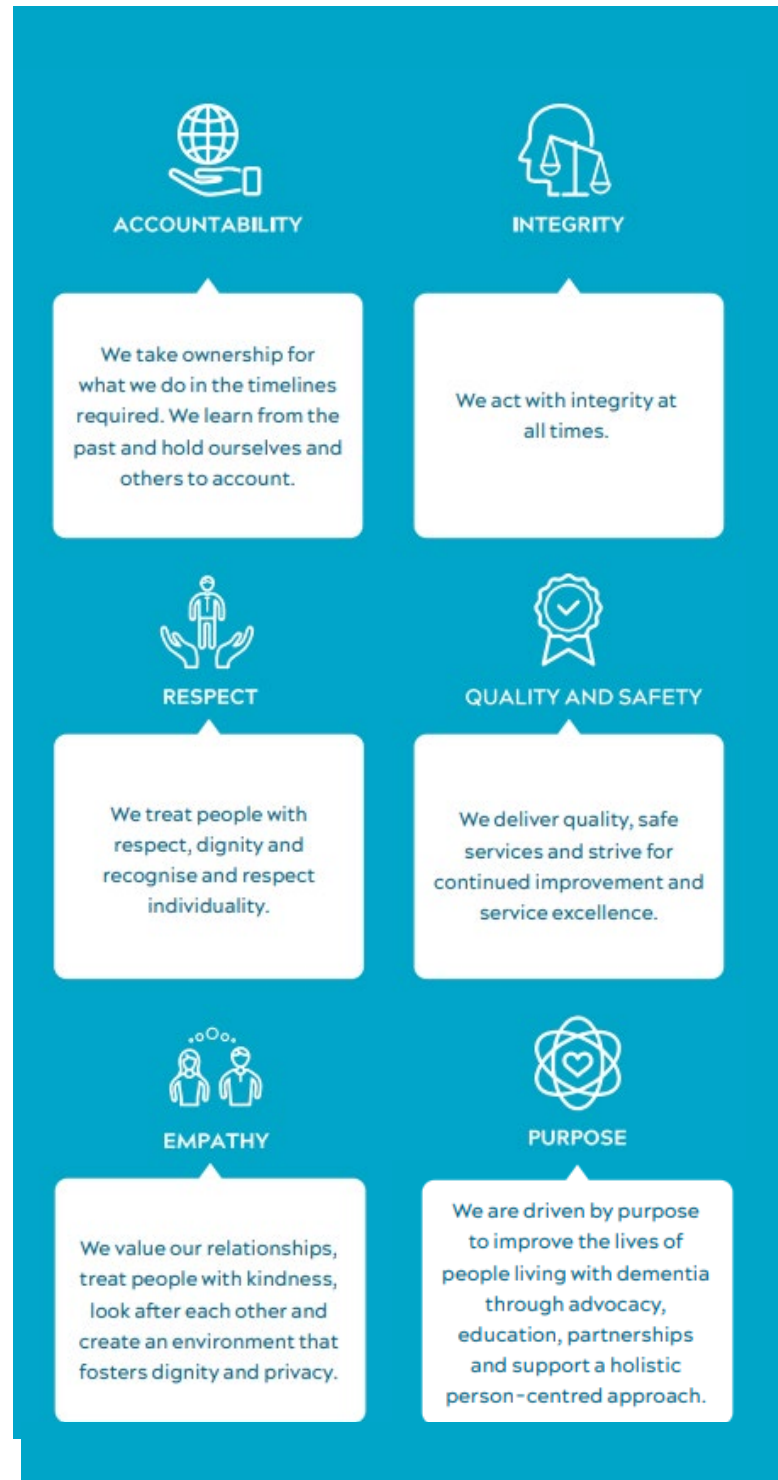 ACCOUNTABILITY
We take ownership for
what we do in the timelines
required. We learn from the
past and hold ourselves and
others to account.
INTEGRITY
We act with integrity at
all times.
RESPECT
We treat people with
respect, dignity and
recognise and respect
individuality.
QUALITY AND SAFETY
We deliver quality, safe
services and strive for
continued improvement and
service excellence.
EMPATHY
We value our relationships,
treat people with kindness,
look after each other and
create an environment that
fosters dignity and privacy.
PURPOSE
We are driven by purpose
to improve the lives of
people living with dementia
through advocacy,
education, partnerships
and support a holistic
person-centred approach.